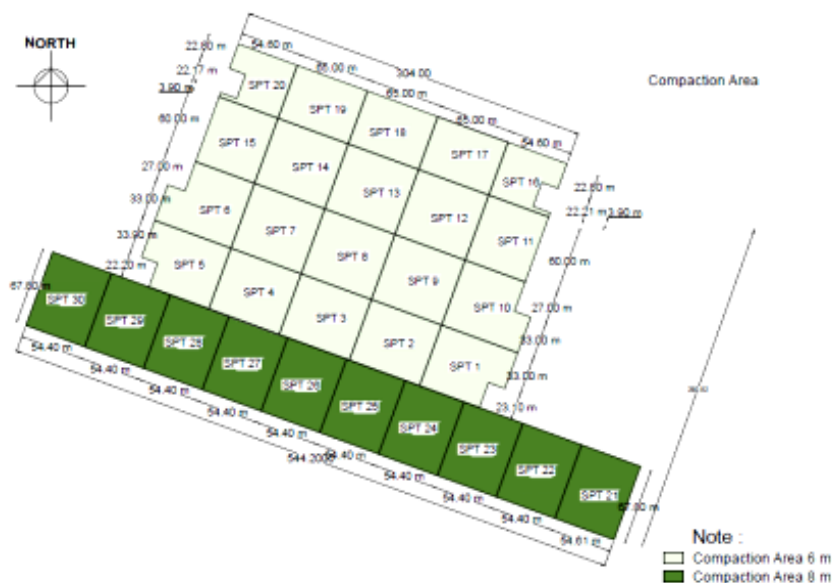 NORTH
Compaction Area
22.80 m
54.60 m
304.00
22.17 m
65.00 m
3.90 m
65.00 m
60.00 m
65.00 m
54.60 m
SPT 20
SPT 19
SPT 18
SPT 17
SPT 16
27.00 m
SPT 15
SPT 14
SPT 13
SPT 12
SPT 11
22.80 m
22.21 m
3.90 m
33.00 m
SPT 6
SPT 7
SPT 8
SPT 9
SPT 10
60.00 m
33.90 m
27.00 m
22.20 m
SPT 5
SPT 4
SPT 3
SPT 2
SPT 1
33.00 m
33.00 m
23.10 m
67.80 m
SPT 30
SPT 29
SPT 28
SPT 27
SPT 26
SPT 25
SPT 24
SPT 23
SPT 22
SPT 21
67.80 m
54.40 m
54.40 m
54.40 m
54.40 m
54.40 m
54.40 m
54.40 m
54.40 m
54.40 m
54.61 m
Note :
Compaction Area 6 m
Compaction Area 8 m